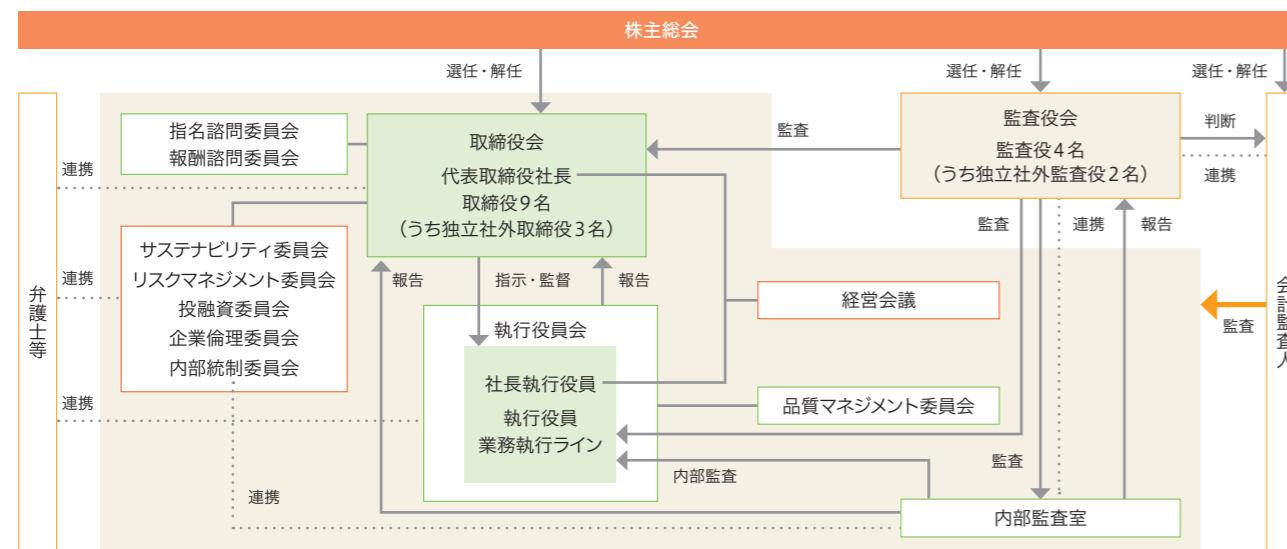 株主総会
選任・解任
選任・解任
選任・解任
指名諮問委員会
報酬諮問委員会
取締役会
代表取締役社長
取締役9名
（うち独立社外取締役3名）
監査
監査役会
監査役4名
（うち独立社外監査役2名）
判断
連携
連携
サステナビリティ委員会
リスクマネジメント委員会
投融資委員会
企業倫理委員会
内部統制委員会
連携
弁護士等
報告
指示・監督
報告
監査
連携
報告
経営会議
監査
会計監査人
執行役員会
社長執行役員
執行役員
業務執行ライン
品質マネジメント委員会
連携
内部監査
監査
連携
内部監査室